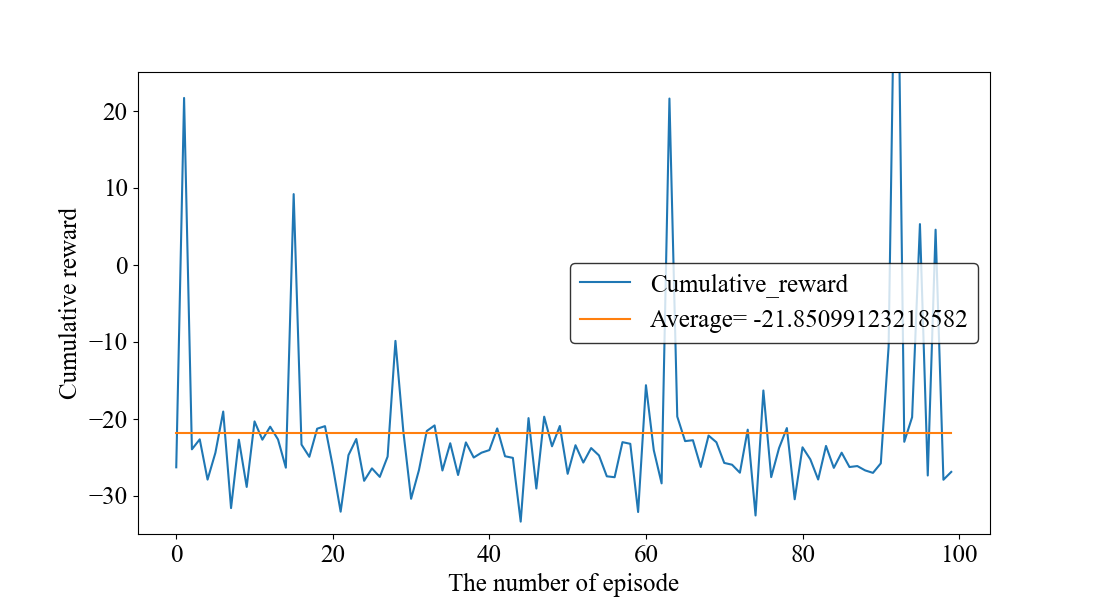 20
10
0
−10
−20
−30
Cumulative reward
Cumulative_reward
Average= -21.85099123218582
0 20 40 60 80 100
The number of episode